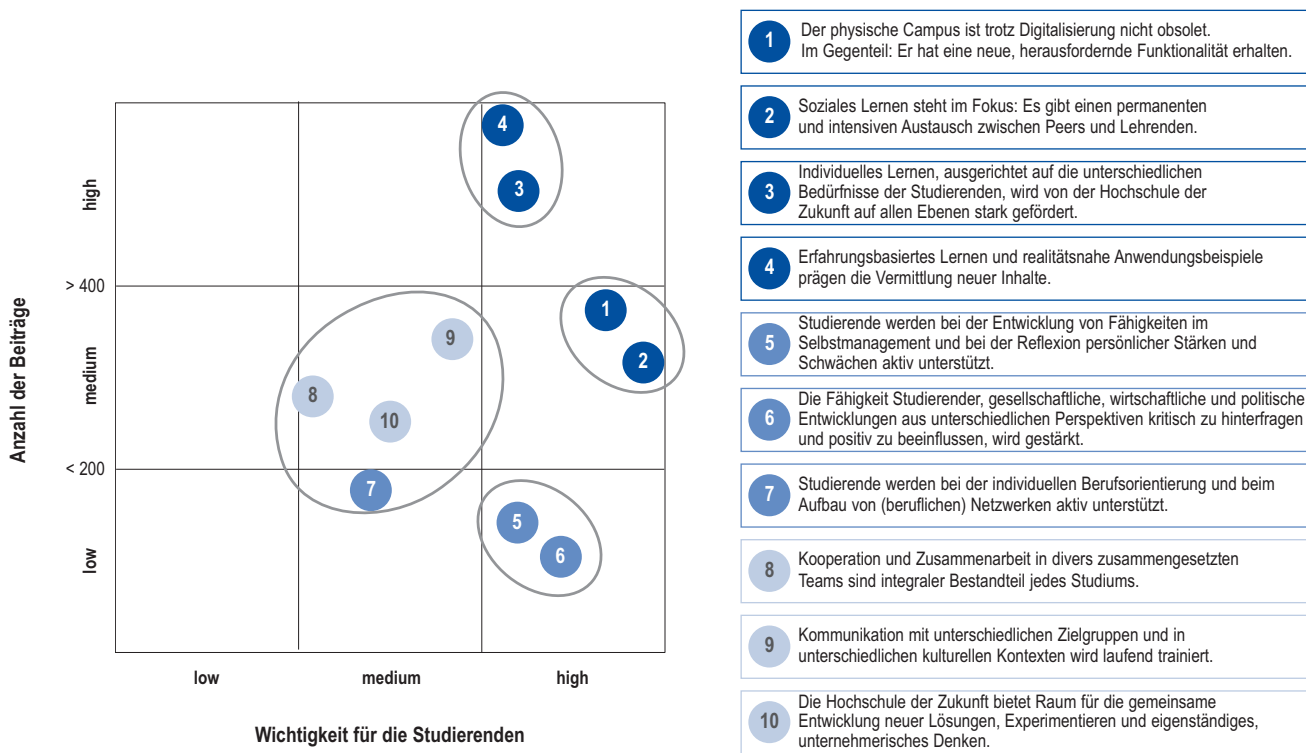 Anzahl der Beiträge
high
> 400
medium
< 200
low
4
3
1
2
9
8
10
7
5
6
low
medium
high
Wichtigkeit für die Studierenden
1
Der physische Campus ist trotz Digitalisierung nicht obsolet.
Im Gegenteil: Er hat eine neue, herausfordernde Funktionalität erhalten.
2
Soziales Lernen steht im Fokus: Es gibt einen permanenten
und intensiven Austausch zwischen Peers und Lehrenden.
3
Individuelles Lernen, ausgerichtet auf die unterschiedlichen
Bedürfnisse der Studierenden, wird von der Hochschule der
Zukunft auf allen Ebenen stark gefördert.
4
Erfahrungsbasiertes Lernen und realitätsnahe Anwendungsbeispiele
prägen die Vermittlung neuer Inhalte.
5
Studierende werden bei der Entwicklung von Fähigkeiten im
Selbstmanagement und bei der Reflexion persönlicher Stärken und
Schwächen aktiv unterstützt.
6
Die Fähigkeit Studierender, gesellschaftliche, wirtschaftliche und politische
Entwicklungen aus unterschiedlichen Perspektiven kritisch zu hinterfragen
und positiv zu beeinflussen, wird gestärkt.
7
Studierende werden bei der individuellen Berufsorientierung und beim
Aufbau von (beruflichen) Netzwerken aktiv unterstützt.
8
Kooperation und Zusammenarbeit in divers zusammengesetzten
Teams sind integraler Bestandteil jedes Studiums.
9
Kommunikation mit unterschiedlichen Zielgruppen und in
unterschiedlichen kulturellen Kontexten wird laufend trainiert.
10
Die Hochschule der Zukunft bietet Raum für die gemeinsame
Entwicklung neuer Lösungen, Experimentieren und eigenständiges,
unternehmerisches Denken.